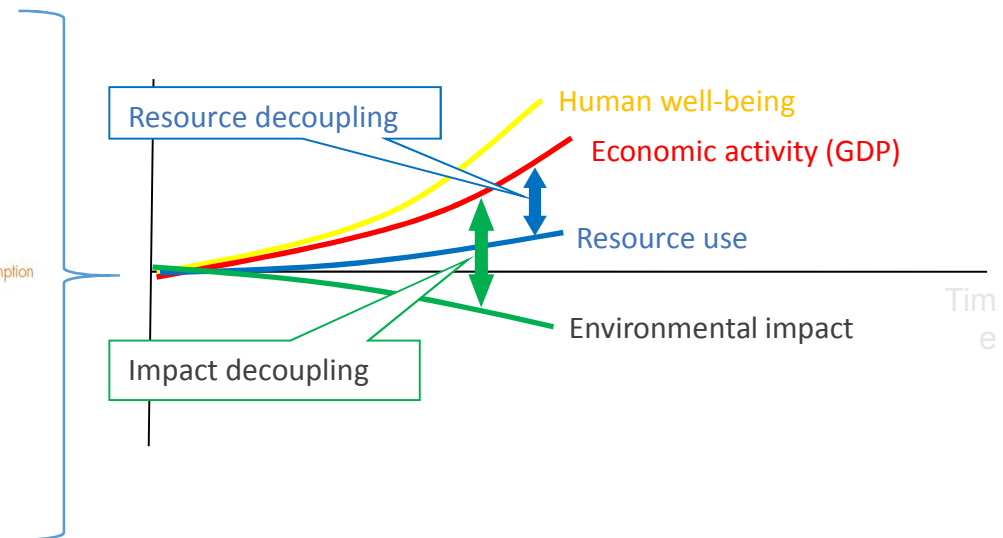 Human well-being
Resource decoupling
Economic activity (GDP)
Resource use
Tim
e
Environmental impact
Impact decoupling